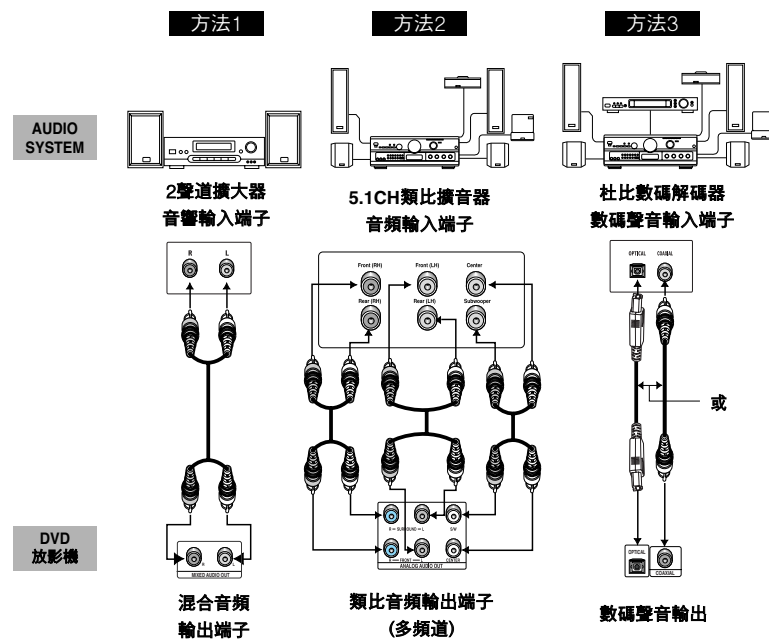 方法1
方法2
方法3
AUDIO
SYSTEM
2聲道擴大器
音響輸入端子
5.1CH類比擴音器
音頻輸入端子
杜比數碼解碼器
數碼聲音輸入端子
R L
Front (RH) Front (LH) Center
Rear (RH) Rear (LH) Subwooper
OPTICAL COAXIAL
或
DVD
放影機
R L
MIXED AUDIO OUT
R SURROUND L S/W
R FRONT L CENTER
ANALOG AUDIO OUT
OPTICAL
COAXIAL
混合音頻
輸出端子
類比音頻輸出端子
(多頻道)
數碼聲音輸出